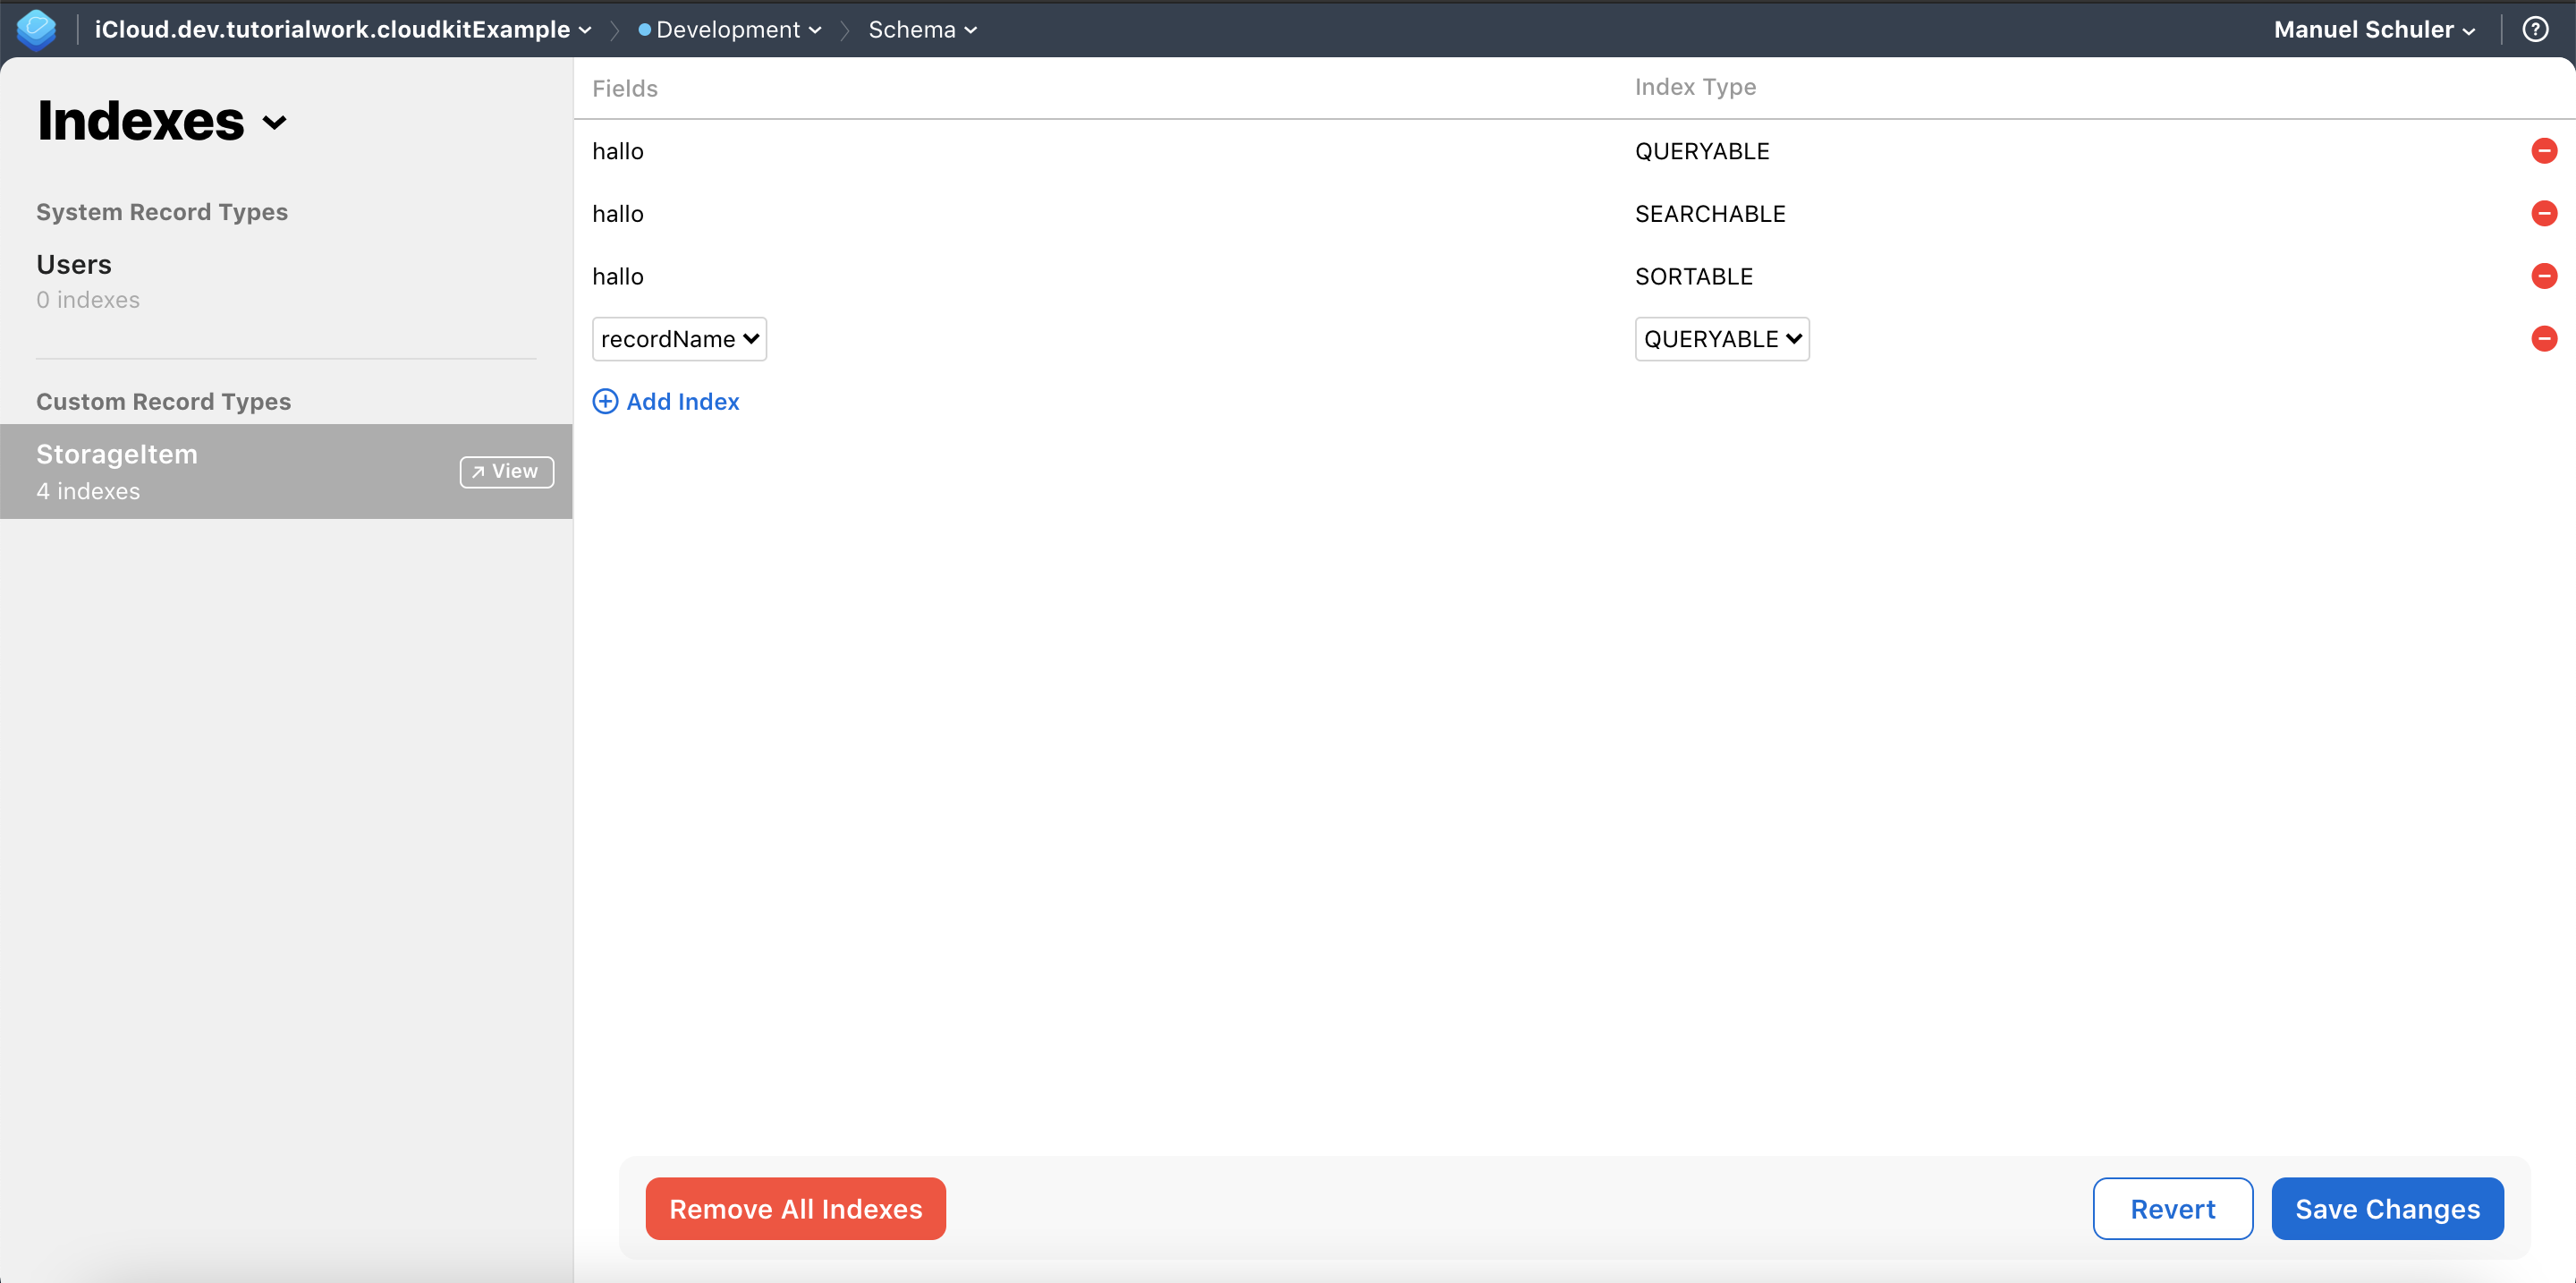 iCloud.dev.tutorialwork.cloudkitExample Development Schema Manuel Schuler ?
Indexes
System Record Types
Users
0 indexes
Custom Record Types
StorageItem
4 indexes
View
Fields Index Type
hallo QUERYABLE
hallo SEARCHABLE
hallo SORTABLE
recordName QUERYABLE
Add Index
Remove All Indexes Revert Save Changes